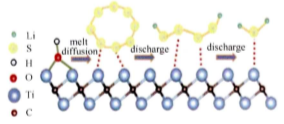 Li
S
H
O
Ti
C
melt
diffusion
discharge
discharge